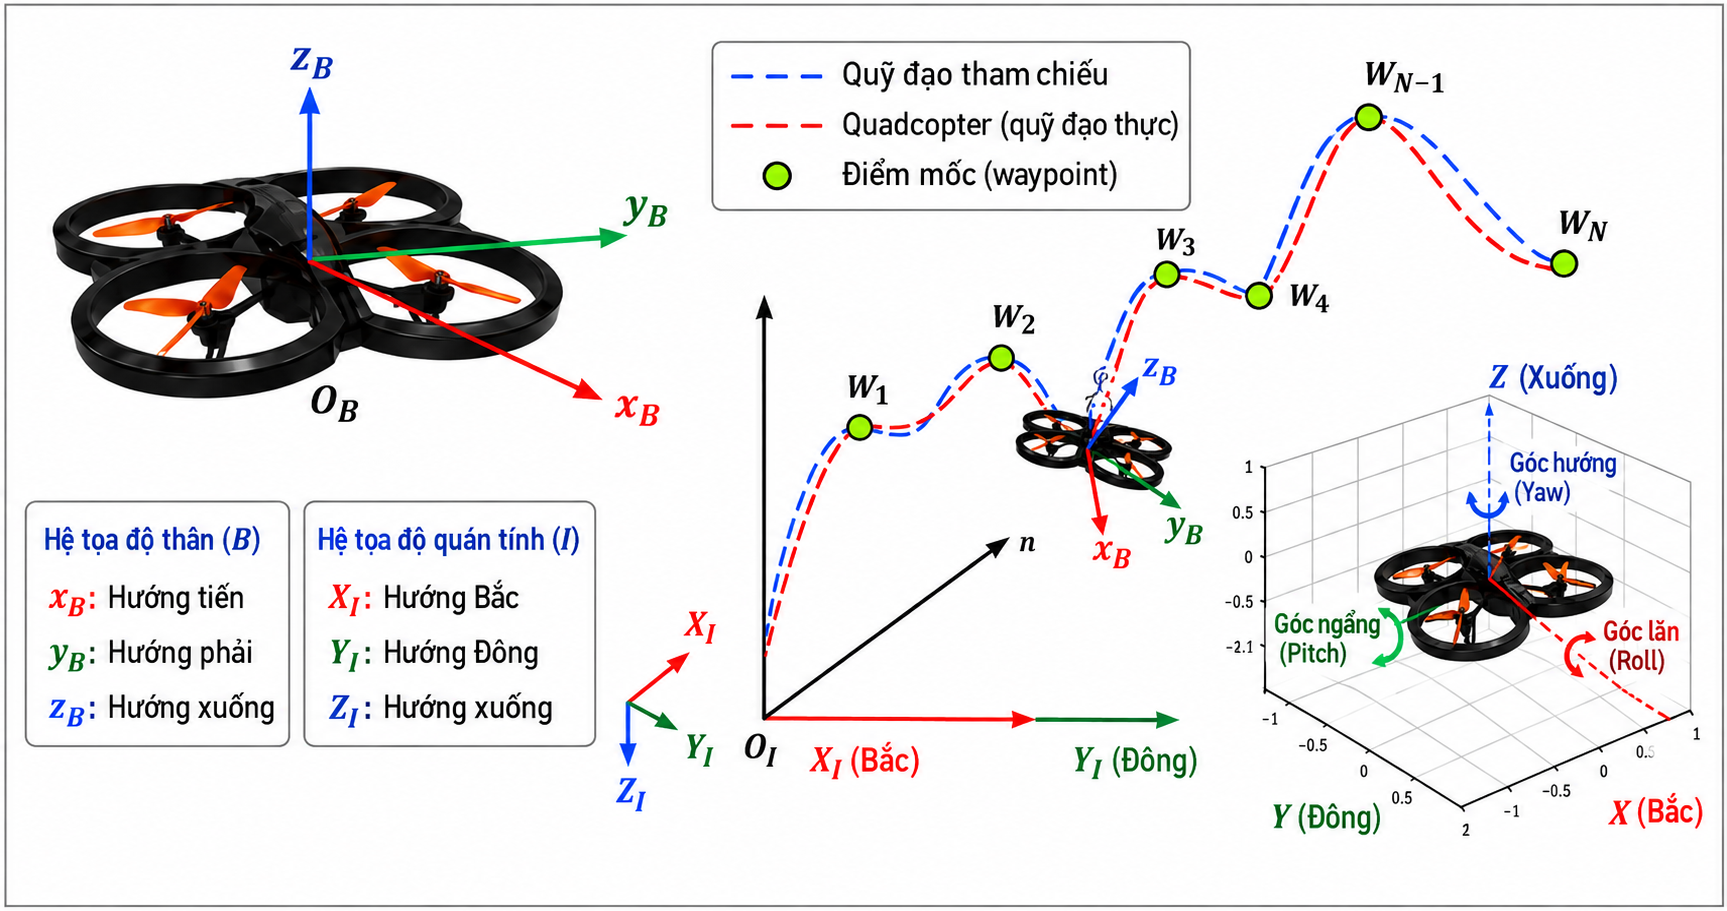 z_B
y_B
x_B
O_B
Quỹ đạo tham chiếu
Quadcopter (quỹ đạo thực)
Điểm mốc (waypoint)
W_1
W_2
W_3
W_4
W_{N-1}
W_N
z_B
y_B
x_B
n
Hệ tọa độ thân (B)
x_B: Hướng tiến
y_B: Hướng phải
z_B: Hướng xuống
Hệ tọa độ quán tính (I)
X_I: Hướng Bắc
Y_I: Hướng Đông
Z_I: Hướng xuống
X_I
Y_I
Z_I
O_I
X_I (Bắc)
Y_I (Đông)
Z (Xuống)
Góc hướng
(Yaw)
Góc ngẩng
(Pitch)
Góc lăn
(Roll)
1
0.5
0
-0.5
-2.1
-1
-0.5
0
0.5
2
-1
-0.5
0
0.5
1
Y (Đông)
X (Bắc)